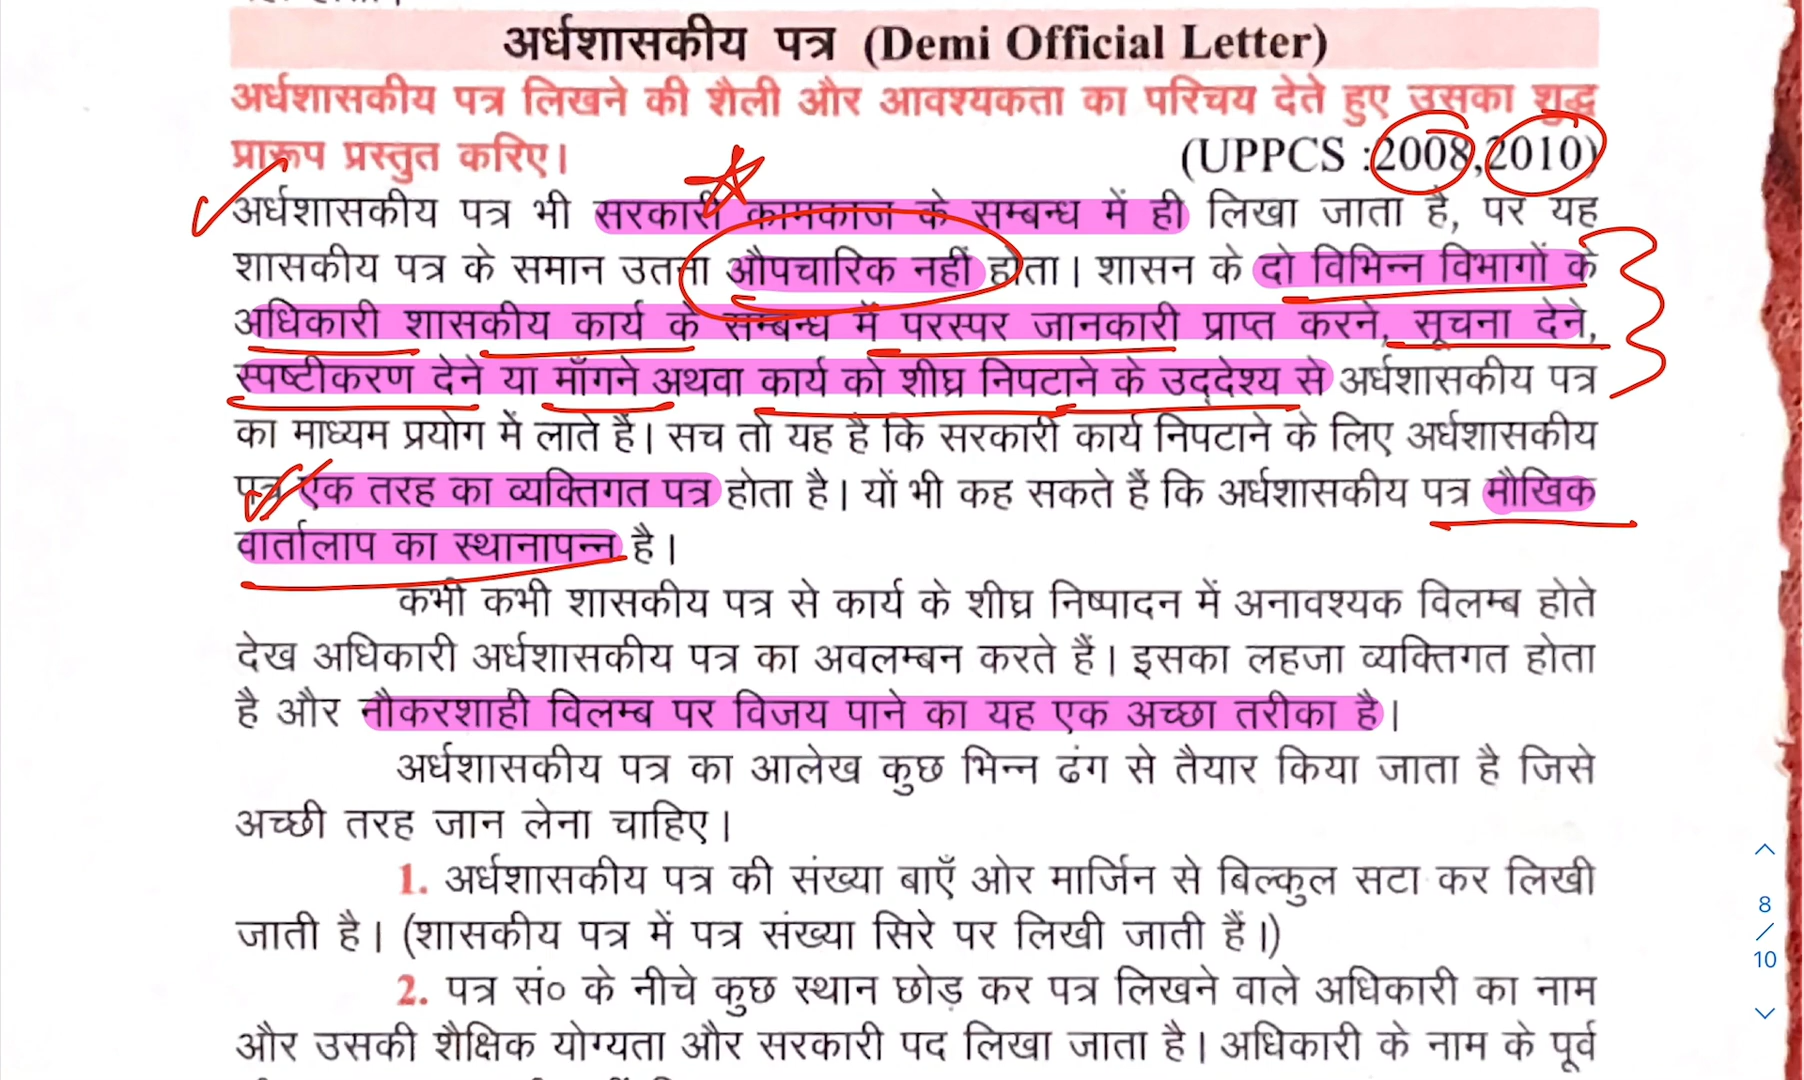 अर्धशासकीय पत्र (Demi Official Letter)
अर्धशासकीय पत्र लिखने की शैली और आवश्यकता का परिचय देते हुए उसका शुद्ध
प्रारूप प्रस्तुत करिए। (UPPCS :2008,2010)
अर्धशासकीय पत्र भी सरकारी कामकाज के सम्बन्ध में ही लिखा जाता है, पर यह
शासकीय पत्र के समान उतना औपचारिक नहीं होता। शासन के दो विभिन्न विभागों के
अधिकारी शासकीय कार्य के सम्बन्ध में परस्पर जानकारी प्राप्त करने, सूचना देने,
स्पष्टीकरण देने या माँगने अथवा कार्य को शीघ्र निपटाने के उद्देश्य से अर्धशासकीय पत्र
का माध्यम प्रयोग में लाते हैं। सच तो यह है कि सरकारी कार्य निपटाने के लिए अर्धशासकीय
पत्र एक तरह का व्यक्तिगत पत्र होता है। यों भी कह सकते हैं कि अर्धशासकीय पत्र मौखिक
वार्तालाप का स्थानापन्न है।
कभी कभी शासकीय पत्र से कार्य के शीघ्र निष्पादन में अनावश्यक विलम्ब होते
देख अधिकारी अर्धशासकीय पत्र का अवलम्बन करते हैं। इसका लहजा व्यक्तिगत होता
है और नौकरशाही विलम्ब पर विजय पाने का यह एक अच्छा तरीका है।
अर्धशासकीय पत्र का आलेख कुछ भिन्न ढंग से तैयार किया जाता है जिसे
अच्छी तरह जान लेना चाहिए।
1. अर्धशासकीय पत्र की संख्या बाएँ ओर मार्जिन से बिल्कुल सटा कर लिखी
जाती है। (शासकीय पत्र में पत्र संख्या सिरे पर लिखी जाती हैं।)
2. पत्र सं० के नीचे कुछ स्थान छोड़ कर पत्र लिखने वाले अधिकारी का नाम
और उसकी शैक्षिक योग्यता और सरकारी पद लिखा जाता है। अधिकारी के नाम के पूर्व
8
/
10